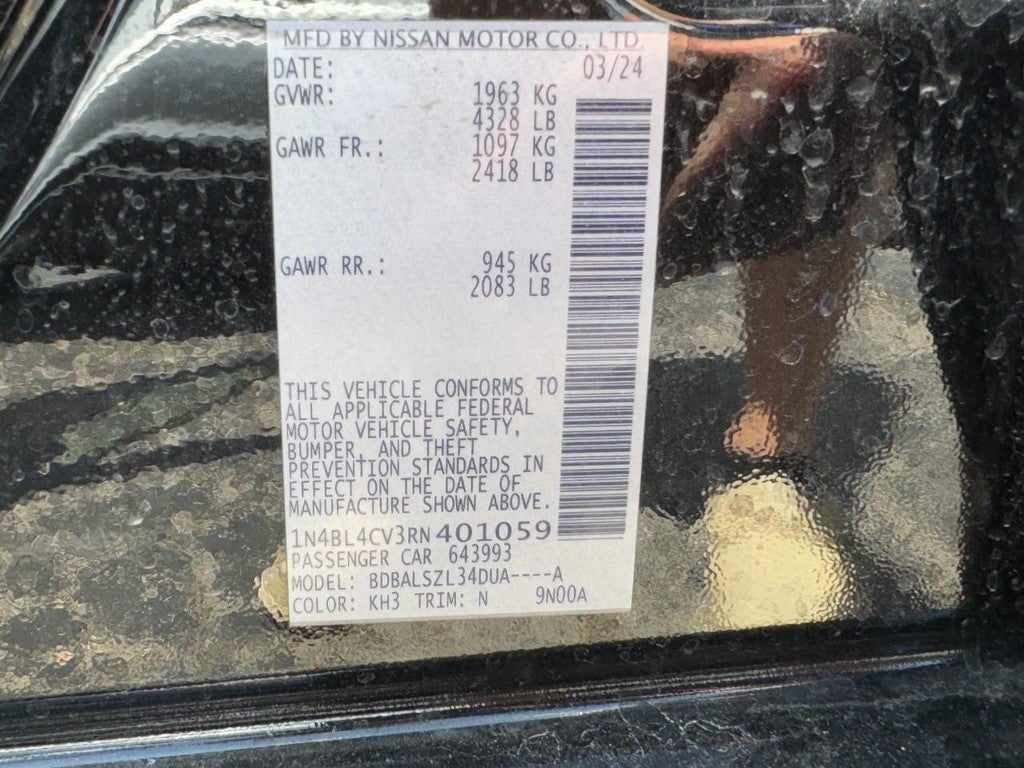 MFD BY NISSAN MOTOR CO., LTD.
DATE: 03/24
GVWR: 1963 KG
4328 LB
GAWR FR.: 1097 KG
2418 LB
GAWR RR.: 945 KG
2083 LB
THIS VEHICLE CONFORMS TO
ALL APPLICABLE FEDERAL
MOTOR VEHICLE SAFETY,
BUMPER, AND THEFT
PREVENTION STANDARDS IN
EFFECT ON THE DATE OF
MANUFACTURE SHOWN ABOVE.
1N4BL4CV3RN401059
PASSENGER CAR 643993
MODEL: BDBALSZL34DUA----A
COLOR: KH3 TRIM: N 9N00A